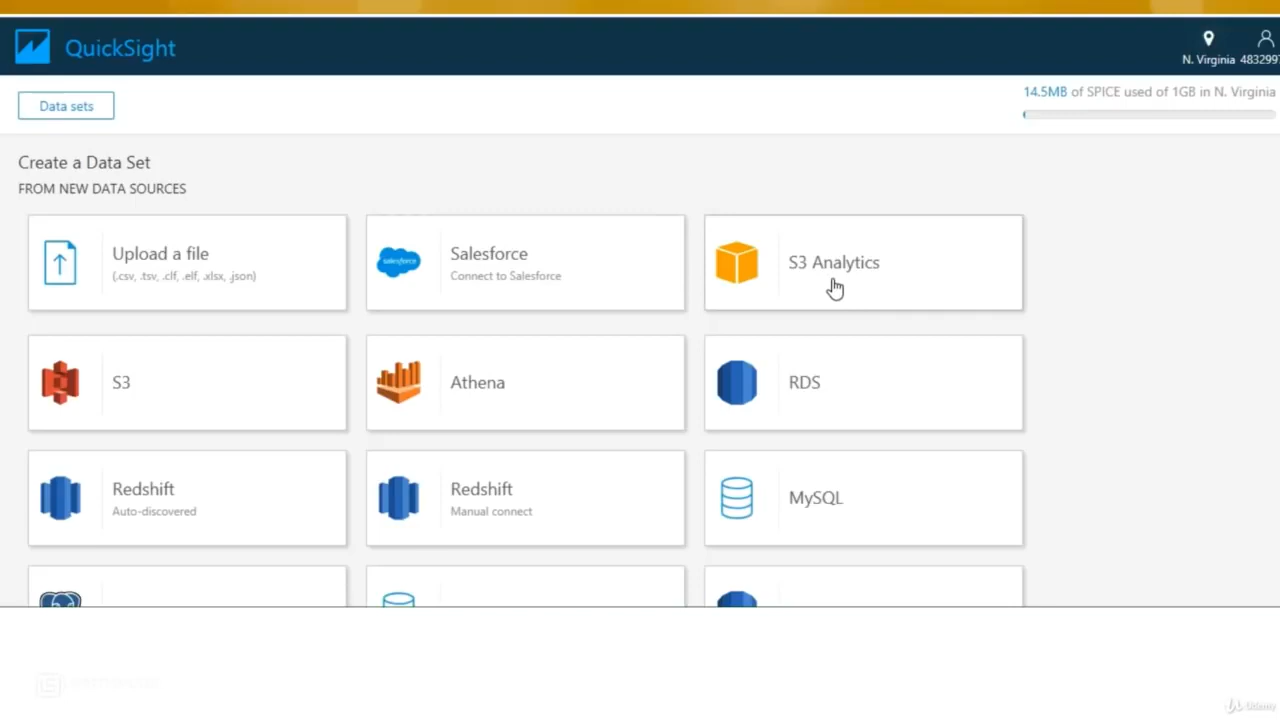 QuickSight
N. Virginia 4832997
Data sets
14.5MB of SPICE used of 1GB in N. Virginia
Create a Data Set
FROM NEW DATA SOURCES
Upload a file
(.csv, .tsv, .clf, .elf, .xlsx, .json)
salesforce
Salesforce
Connect to Salesforce
S3 Analytics
S3
Athena
RDS
Redshift
Auto-discovered
Redshift
Manual connect
MySQL
Udemy